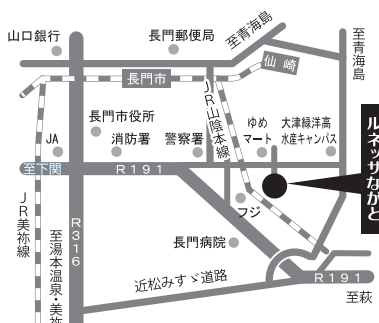 山口銀行
長門郵便局
至青海島
至青海島
仙崎
長門市
JR山陰本線
長門市役所
JA
消防署
警察署
ゆめ
マート
大津緑洋高
水産キャンパス
ルネッサながと
至下関
R191
フジ
JR美祢線
R316
至湯本温泉・美祢
長門病院
近松みすゞ道路
R191
至萩